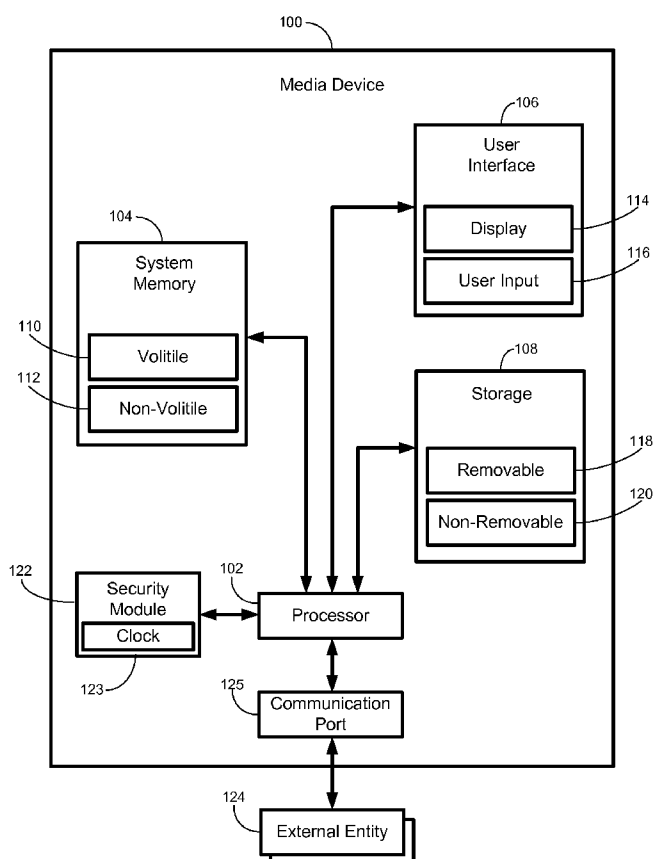 100
Media Device
106
User
Interface
114
Display
116
User Input
104
System
Memory
110
Volitile
112
Non-Volitile
108
Storage
118
Removable
120
Non-Removable
122
Security
Module
Clock
123
102
Processor
125
Communication
Port
124
External Entity